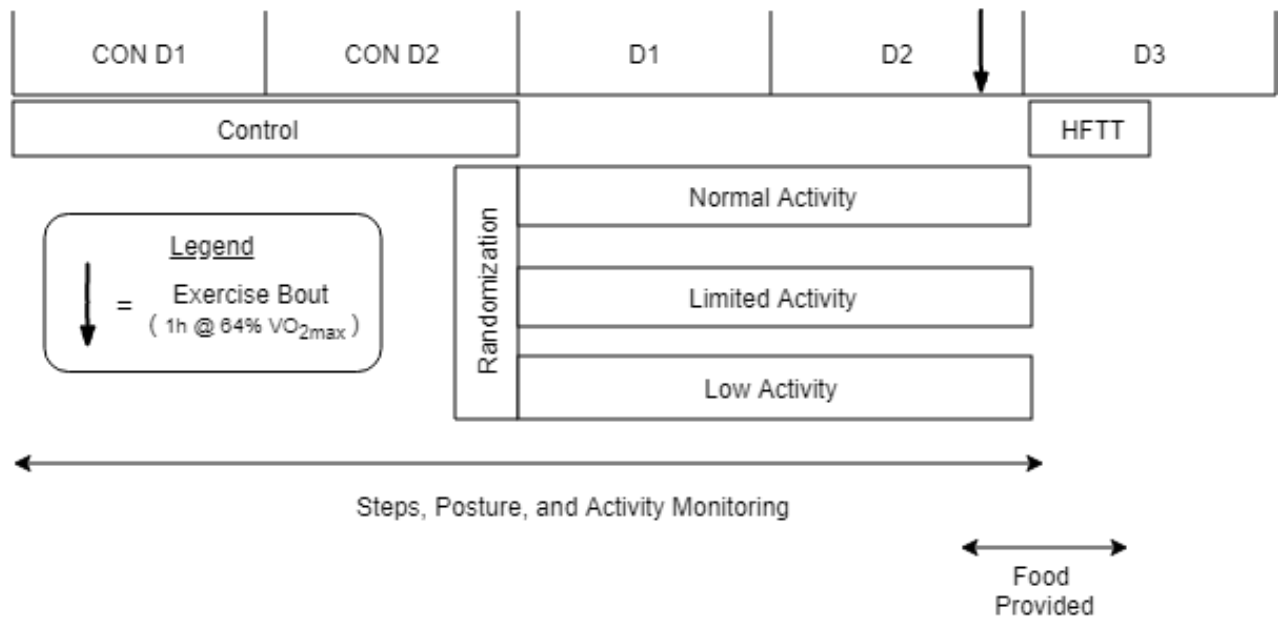 CON D1
CON D2
D1
D2
D3
Control
HFTT
Randomization
Normal Activity
Limited Activity
Low Activity
Legend
= Exercise Bout
( 1h @ 64% VO2max )
Steps, Posture, and Activity Monitoring
Food
Provided